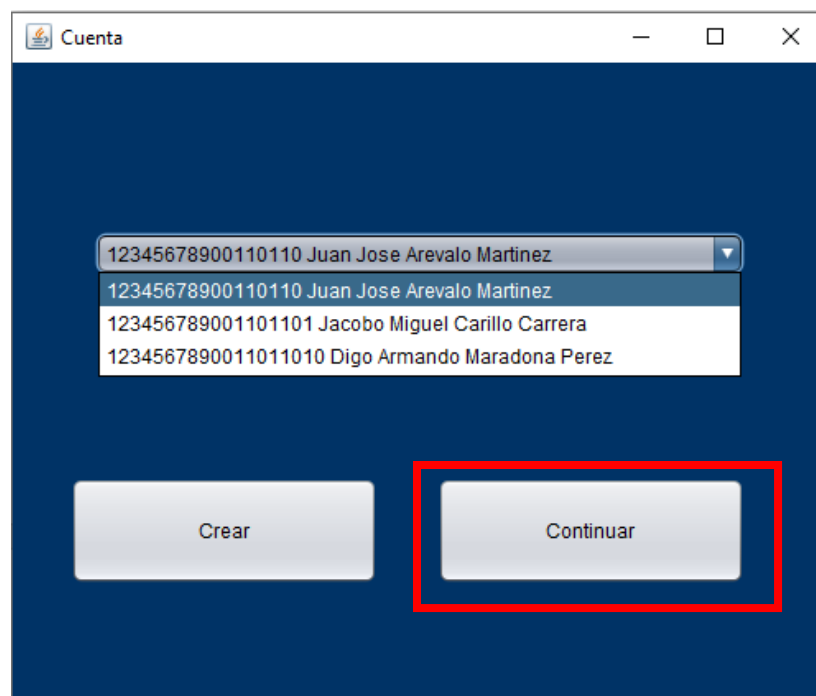 Cuenta
12345678900110110 Juan Jose Arevalo Martinez
12345678900110110 Juan Jose Arevalo Martinez
123456789001101101 Jacobo Miguel Carillo Carrera
1234567890011011010 Digo Armando Maradona Perez
Crear
Continuar